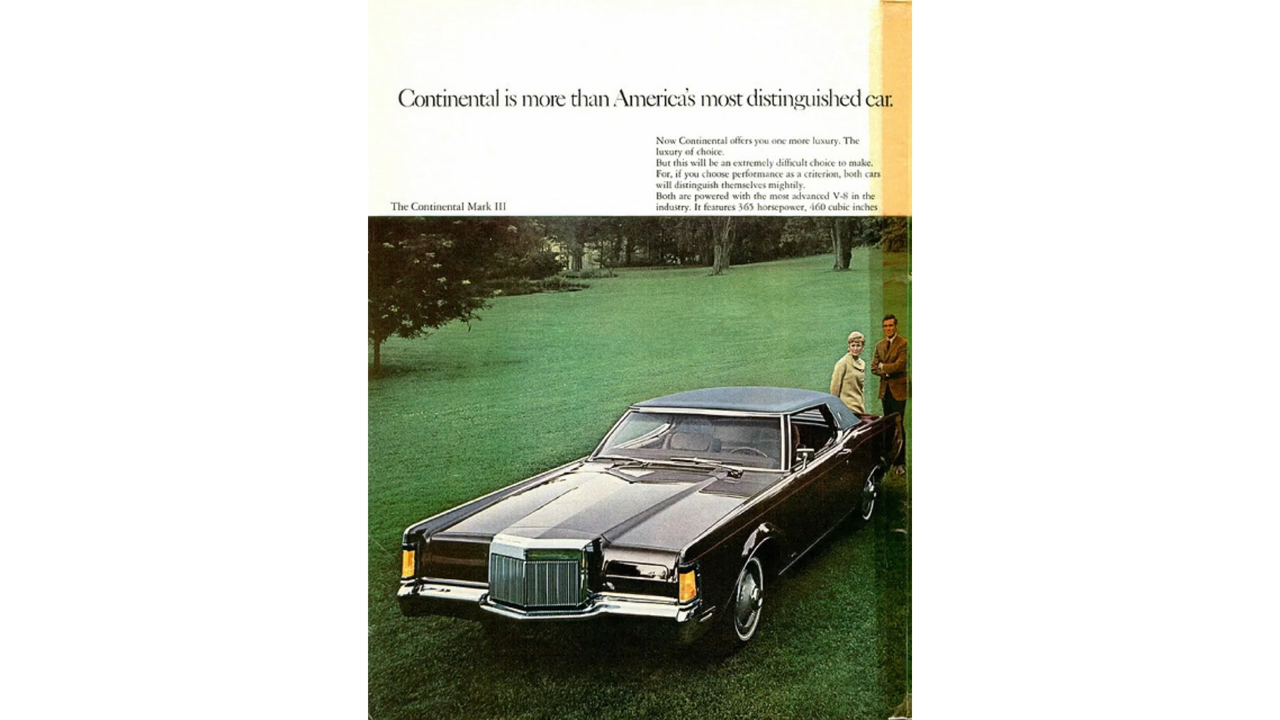 Continental is more than America's most distinguished car.
Now Continental offers you one more luxury. The
luxury of choice.
But this will be an extremely difficult choice to make.
For, if you choose performance as a criterion, both cars
will distinguish themselves mightily.
Both are powered with the most advanced V-8 in the
industry. It features 365 horsepower, 460 cubic inches
The Continental Mark III